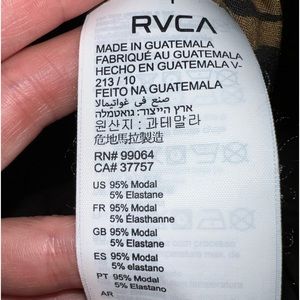 RVCA
MADE IN GUATEMALA
FABRIQUÉ AU GUATEMALA
HECHO EN GUATEMALA V-
213 / 10
FEITO NA GUATEMALA
صنع في غواتيمالا
ארץ הייצור: גואטמלה
원산지: 과테말라
危地馬拉製造
RN# 99064
CA# 37757
US 95% Modal
5% Elastane
FR 95% Modal
5% Élasthanne
GB 95% Modal
5% Elastane
ES 95% Modal
5% elastano
PT 95% Modal
5% Elastane
AR